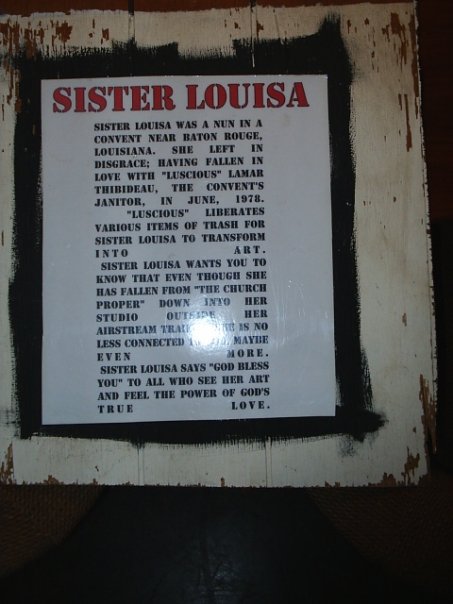 SISTER LOUISA
SISTER LOUISA WAS A NUN IN A
CONVENT NEAR BATON ROUGE,
LOUISIANA. SHE LEFT IN
DISGRACE; HAVING FALLEN IN
LOVE WITH "LUSCIOUS" LAMAR
THIBIDEAU, THE CONVENT'S
JANITOR, IN JUNE, 1978.
"LUSCIOUS" LIBERATES
VARIOUS ITEMS OF TRASH FOR
SISTER LOUISA TO TRANSFORM
INTO ART.
SISTER LOUISA WANTS YOU TO
KNOW THAT EVEN THOUGH SHE
HAS FALLEN FROM "THE CHURCH
PROPER" DOWN INTO HER
STUDIO OUTSIDE HER
AIRSTREAM IS NO
LESS CONNECTED MAYBE
EVEN MORE.
SISTER LOUISA SAYS "GOD BLESS
YOU" TO ALL WHO SEE HER ART
AND FEEL THE POWER OF GOD'S
TRUE LOVE.